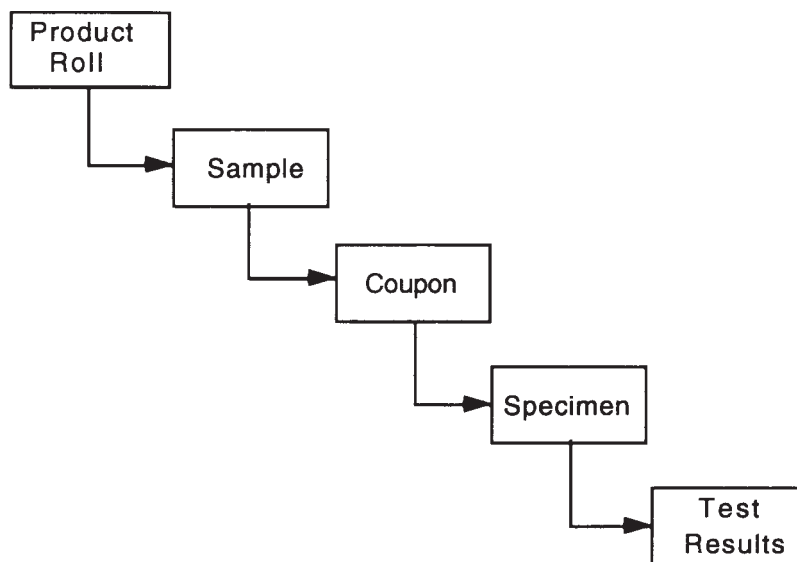 Product
Roll
Sample
Coupon
Specimen
Test
Results